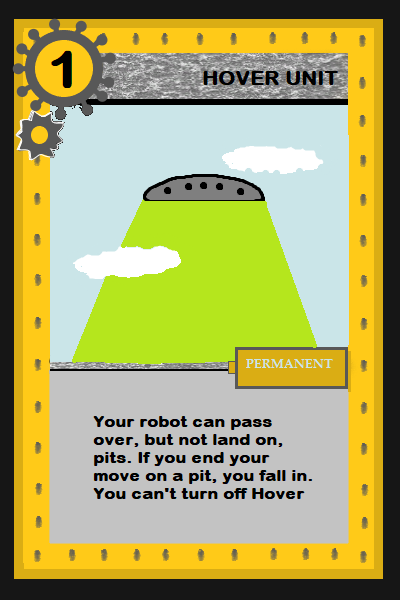 1
HOVER UNIT
PERMANENT
Your robot can pass
over, but not land on,
pits. If you end your
move on a pit, you fall in.
You can't turn off Hover